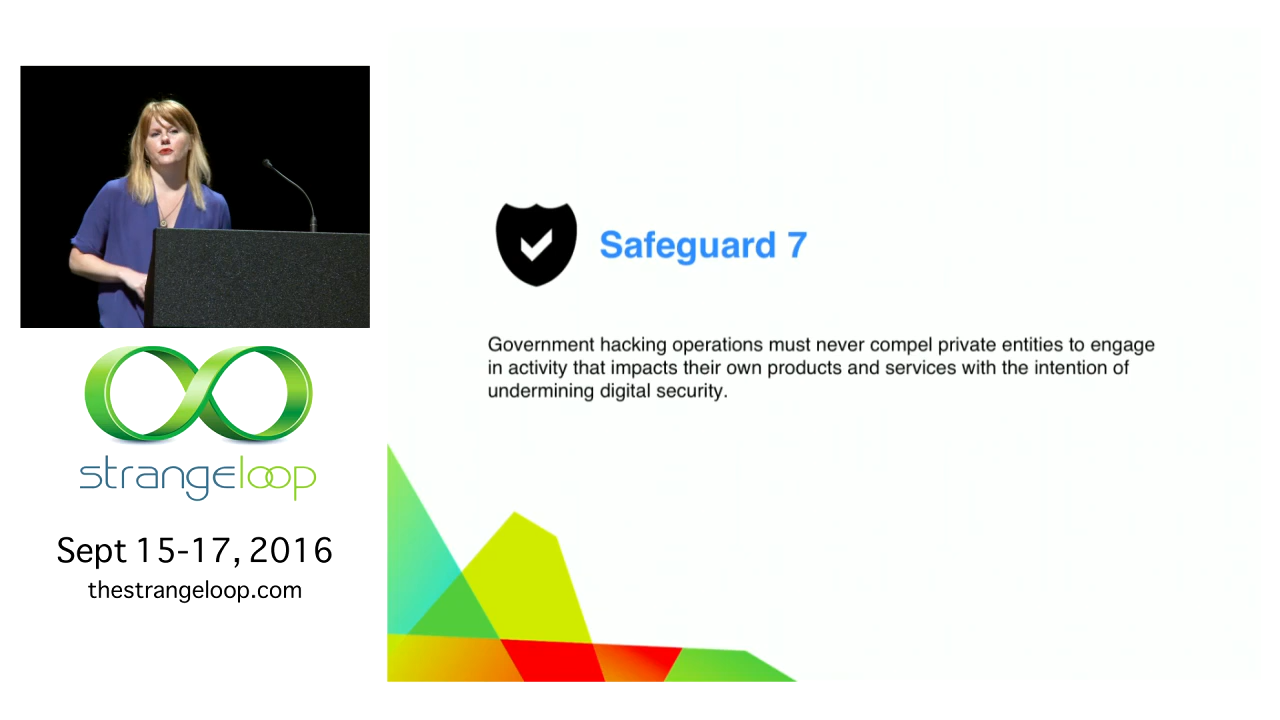 Safeguard 7
Government hacking operations must never compel private entities to engage
in activity that impacts their own products and services with the intention of
undermining digital security.
strangeloop
Sept 15-17, 2016
thestrangeloop.com